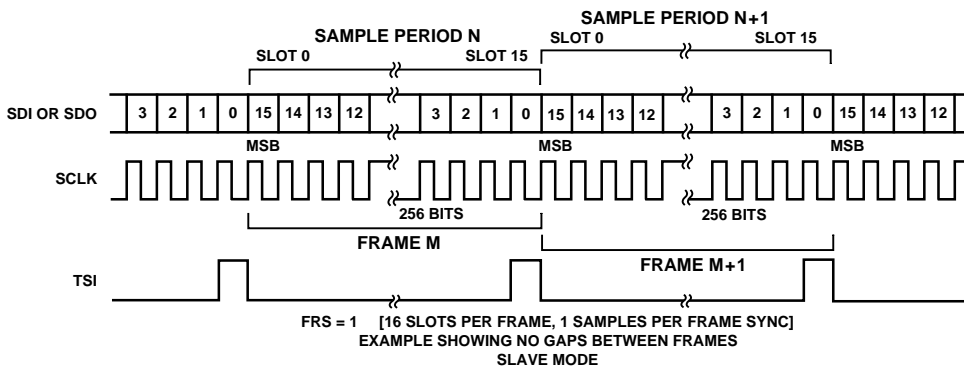 SAMPLE PERIOD N
SAMPLE PERIOD N+1
SLOT 0 SLOT 15 SLOT 0 SLOT 15
SDI OR SDO 3 2 1 0 15 14 13 12 3 2 1 0 15 14 13 12 3 2 1 0 15 14 13 12
MSB MSB MSB
SCLK
256 BITS 256 BITS
FRAME M FRAME M+1
TSI
FRS = 1 [16 SLOTS PER FRAME, 1 SAMPLES PER FRAME SYNC]
EXAMPLE SHOWING NO GAPS BETWEEN FRAMES
SLAVE MODE